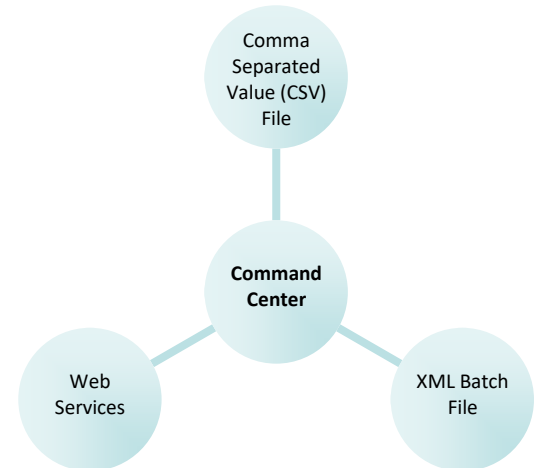 Comma
Separated
Value (CSV)
File
Command
Center
Web
Services
XML Batch
File